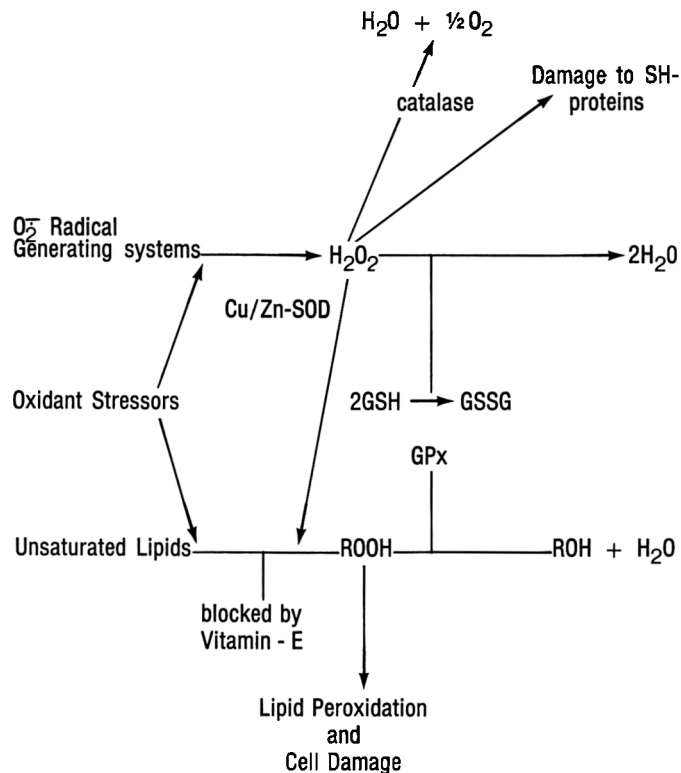 H₂O + ½O₂
Damage to SH-
proteins
catalase
O₂∸ Radical
Generating systems
H₂O₂
2H₂O
Cu/Zn-SOD
Oxidant Stressors
2GSH
GSSG
GPx
Unsaturated Lipids
ROOH
ROH + H₂O
blocked by
Vitamin - E
Lipid Peroxidation
and
Cell Damage